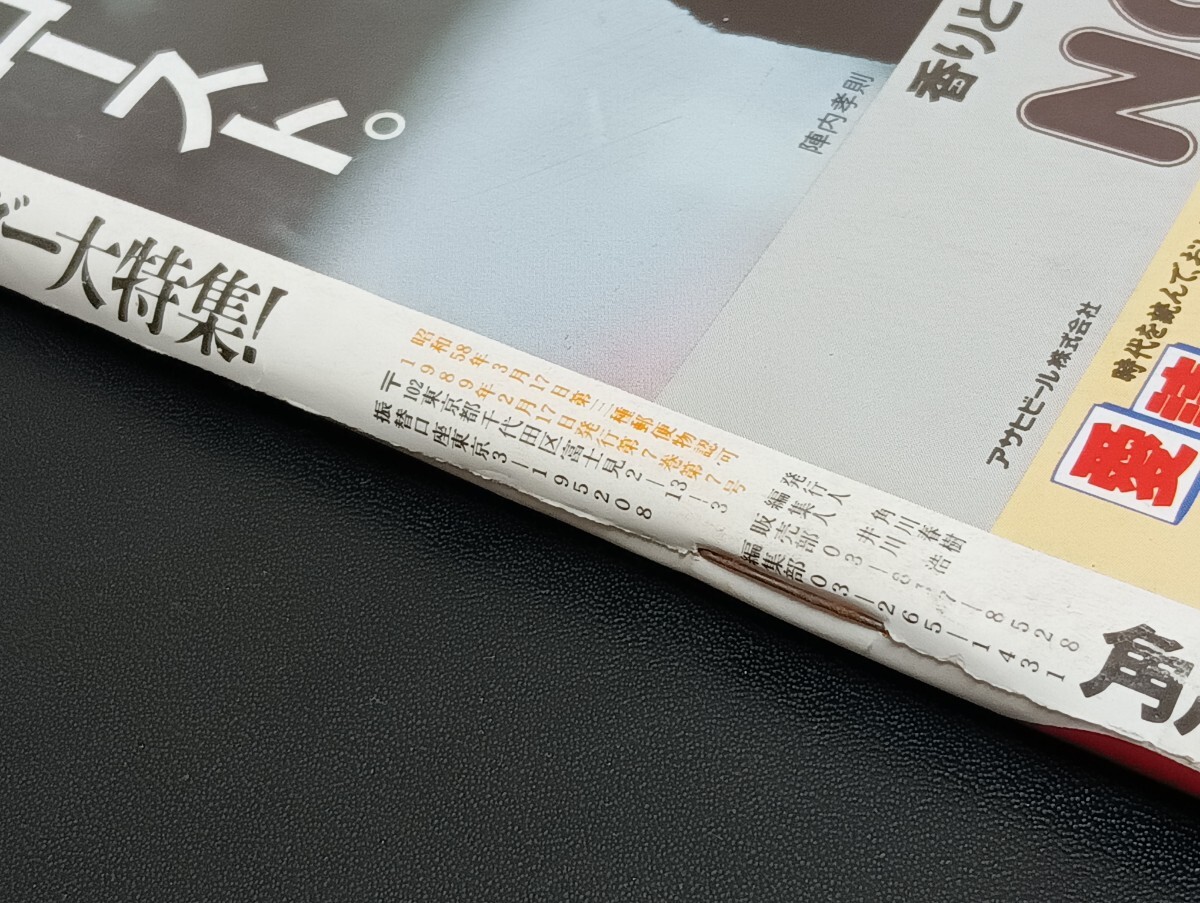 ースト。
陣内孝則
香りと
アサヒビール株式会社
時代を読んでお
愛読
バー大特集!
昭和58年3月17日第三種郵便物認可
1989年2月17日発行第7巻第7号
〒102東京都千代田区富士見2-13-3
振替口座東京3-195208
発行人 角川春樹
編集人 井川 浩
販売部 03-817-8528
編集部 03-265-1431
角川